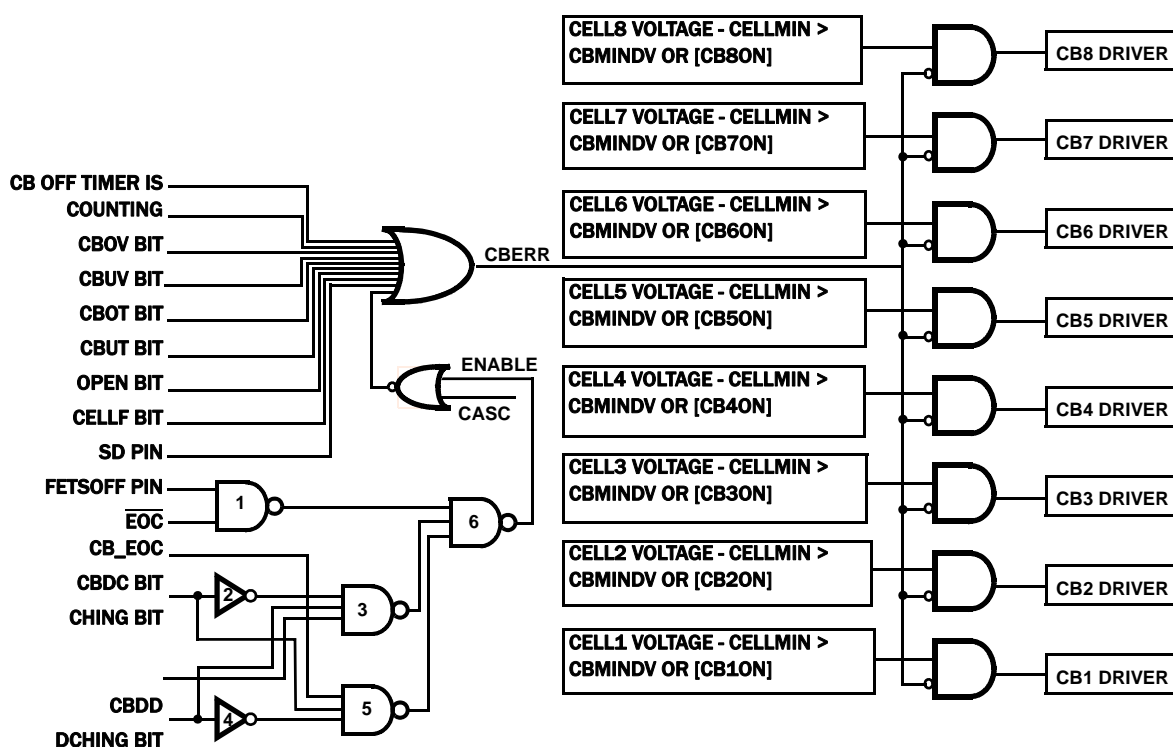 CELL8 VOLTAGE - CELLMIN >
CBMINDV OR [CB8ON]
CB8 DRIVER
CELL7 VOLTAGE - CELLMIN >
CBMINDV OR [CB7ON]
CB7 DRIVER
CB OFF TIMER IS
COUNTING
CBOV BIT
CBUV BIT
CBOT BIT
CBUT BIT
OPEN BIT
CELLF BIT
SD PIN
FETSOFF PIN
EOC
CB_EOC
CBDC BIT
CHING BIT
CBDD
DCHING BIT
1
2
3
4
5
6
CBERR
ENABLE
CASC
CELL6 VOLTAGE - CELLMIN >
CBMINDV OR [CB6ON]
CB6 DRIVER
CELL5 VOLTAGE - CELLMIN >
CBMINDV OR [CB5ON]
CB5 DRIVER
CELL4 VOLTAGE - CELLMIN >
CBMINDV OR [CB4ON]
CB4 DRIVER
CELL3 VOLTAGE - CELLMIN >
CBMINDV OR [CB3ON]
CB3 DRIVER
CELL2 VOLTAGE - CELLMIN >
CBMINDV OR [CB2ON]
CB2 DRIVER
CELL1 VOLTAGE - CELLMIN >
CBMINDV OR [CB1ON]
CB1 DRIVER